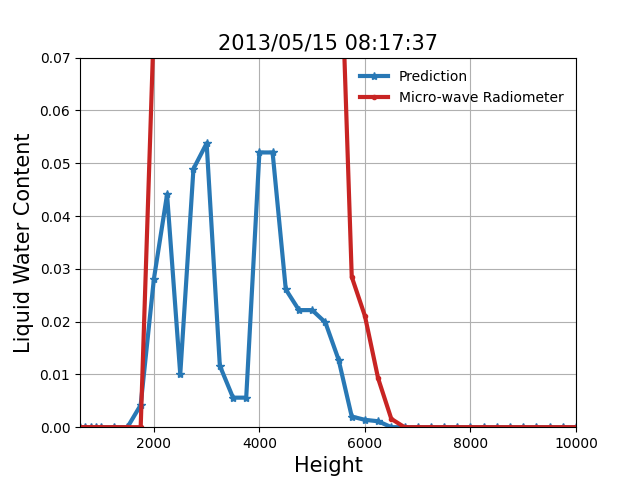 2013/05/15 08:17:37
Prediction
Micro-wave Radiometer
Liquid Water Content
0.07
0.06
0.05
0.04
0.03
0.02
0.01
0.00
2000 4000 6000 8000 10000
Height